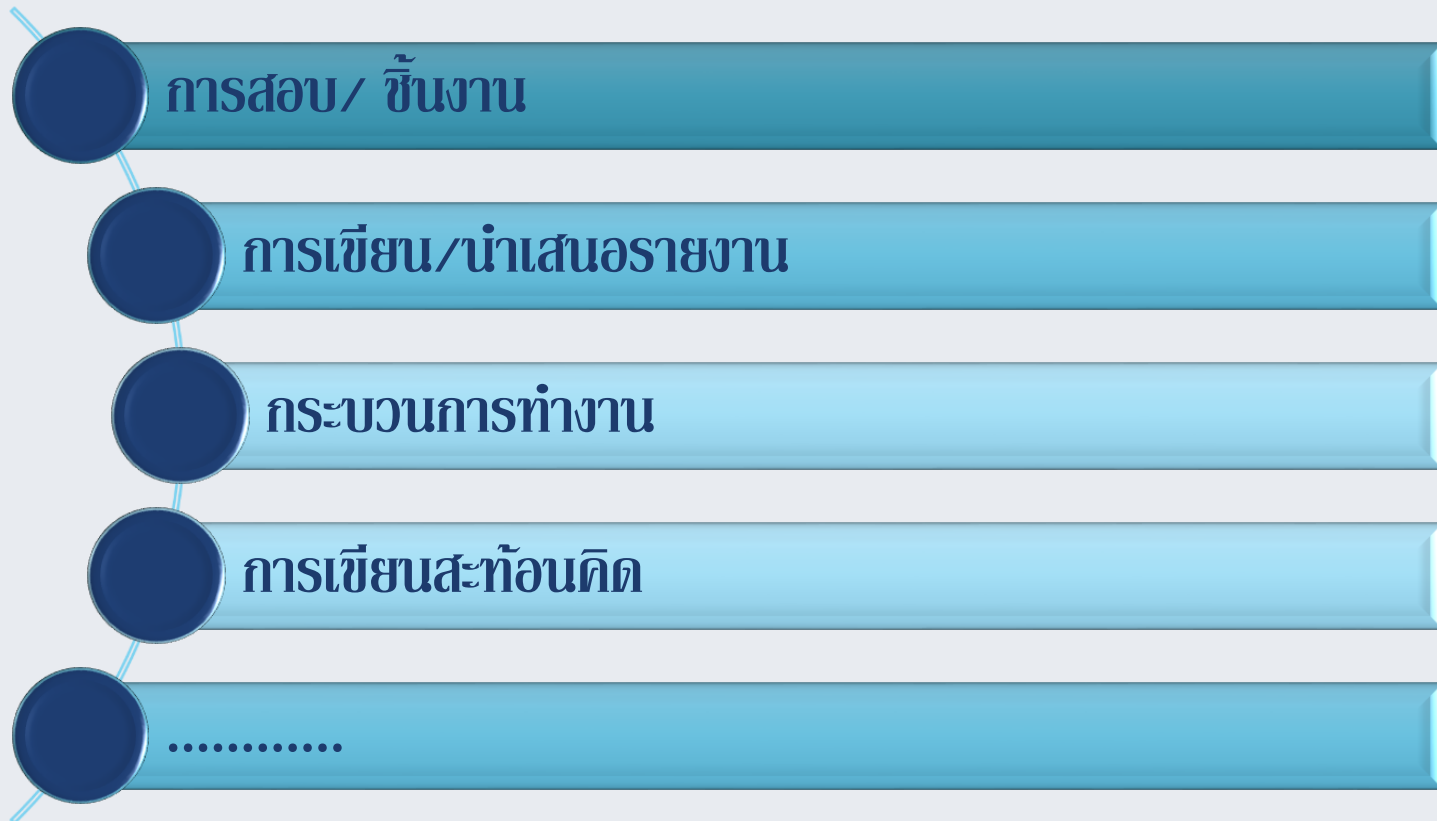 การสอบ/ ชิ้นงาน
การเขียน/นำเสนอรายงาน
กระบวนการทำงาน
การเขียนสะท้อนคิด
............